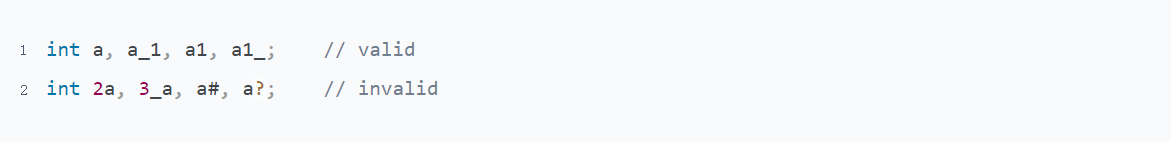 1 int a, a_1, a1, a1_; // valid
2 int 2a, 3_a, a#, a?; // invalid